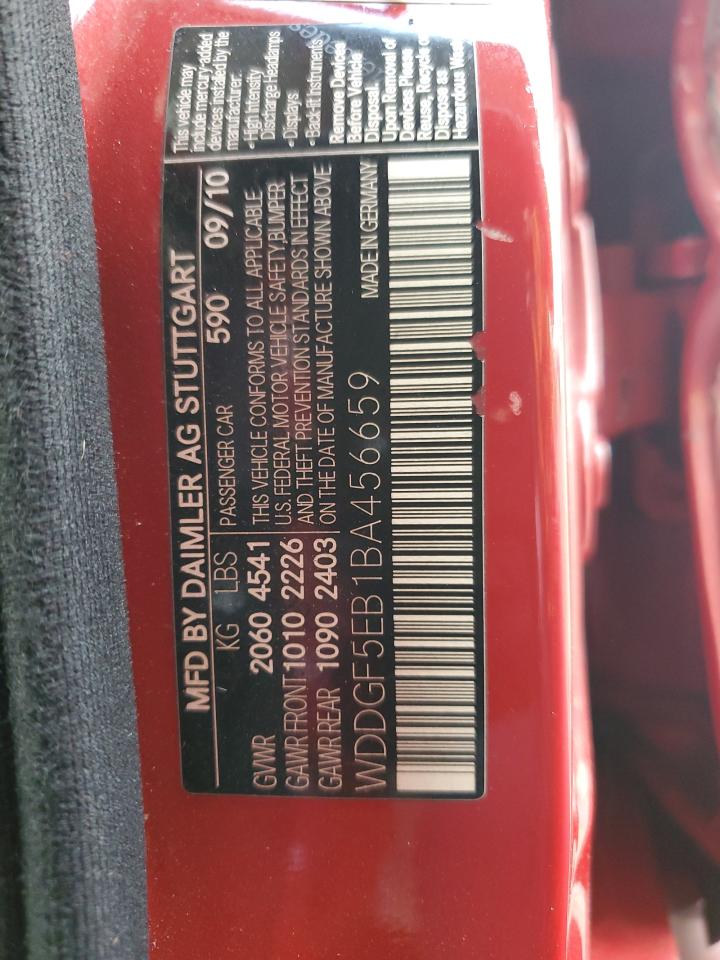 MFD BY DAIMLER AG STUTTGART
KG LBS PASSENGER CAR 590 09/10
GVWR 2060 4541 THIS VEHICLE CONFORMS TO ALL APPLICABLE
GAWR FRONT 1010 2226 U.S. FEDERAL MOTOR VEHICLE SAFETY,BUMPER
GAWR REAR 1090 2403 AND THEFT PREVENTION STANDARDS IN EFFECT
ON THE DATE OF MANUFACTURE SHOWN ABOVE
WDDGF5EB1BA456659 MADE IN GERMANY
This vehicle may
include mercury-added
devices installed by the
manufacturer:
• High Intensity
Discharge headlamps
• Displays
• Back-lit Instruments
Remove Devices
Before Vehicle
Disposal.
Upon Removal of
Devices Please
Reuse, Recycle or
Dispose as
Hazardous